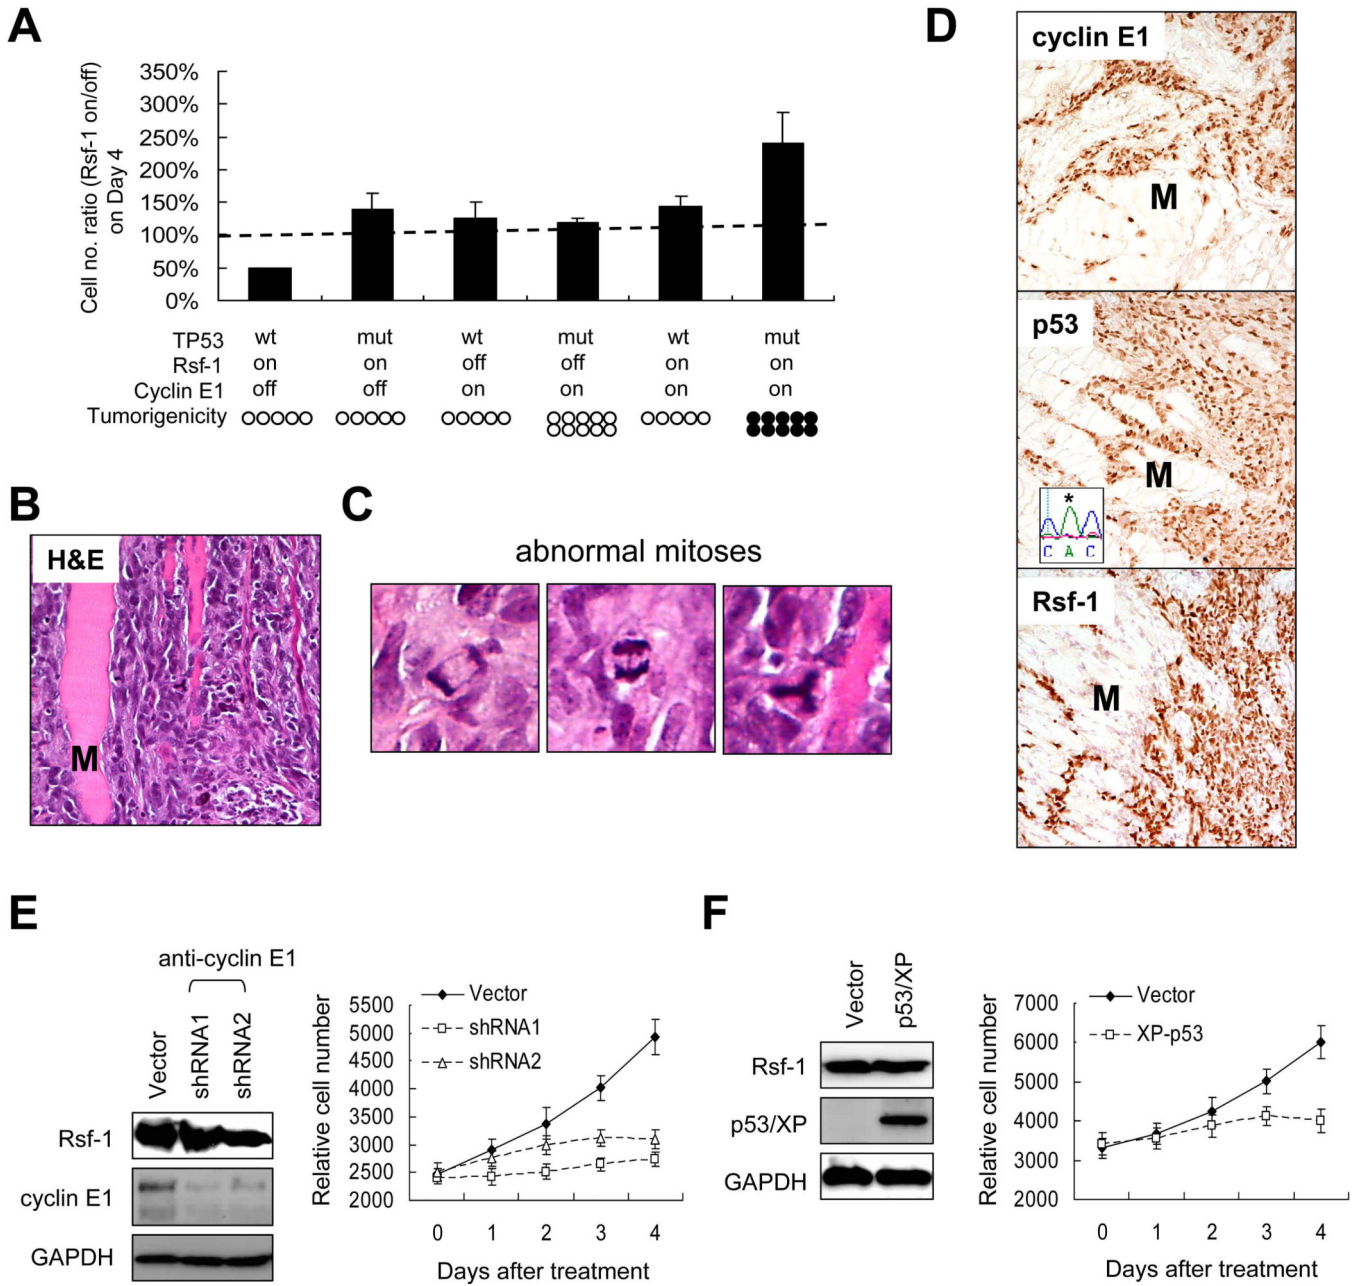 A
Cell no. ratio (Rsf-1 on/off)
on Day 4
350%
300%
250%
200%
150%
100%
50%
0%
TP53 wt mut wt mut wt mut
Rsf-1 on on off off on on
Cyclin E1 off off on on on on
Tumorigenicity
B
H&E
M
C
abnormal mitoses
D
cyclin E1
M
p53
M
*
C A C
Rsf-1
M
E
anti-cyclin E1
Vector
shRNA1
shRNA2
Rsf-1
cyclin E1
GAPDH
Relative cell number
5500
5000
4500
4000
3500
3000
2500
2000
Vector
shRNA1
shRNA2
0 1 2 3 4
Days after treatment
F
Vector
p53/XP
Rsf-1
p53/XP
GAPDH
Relative cell number
7000
6000
5000
4000
3000
2000
Vector
XP-p53
0 1 2 3 4
Days after treatment